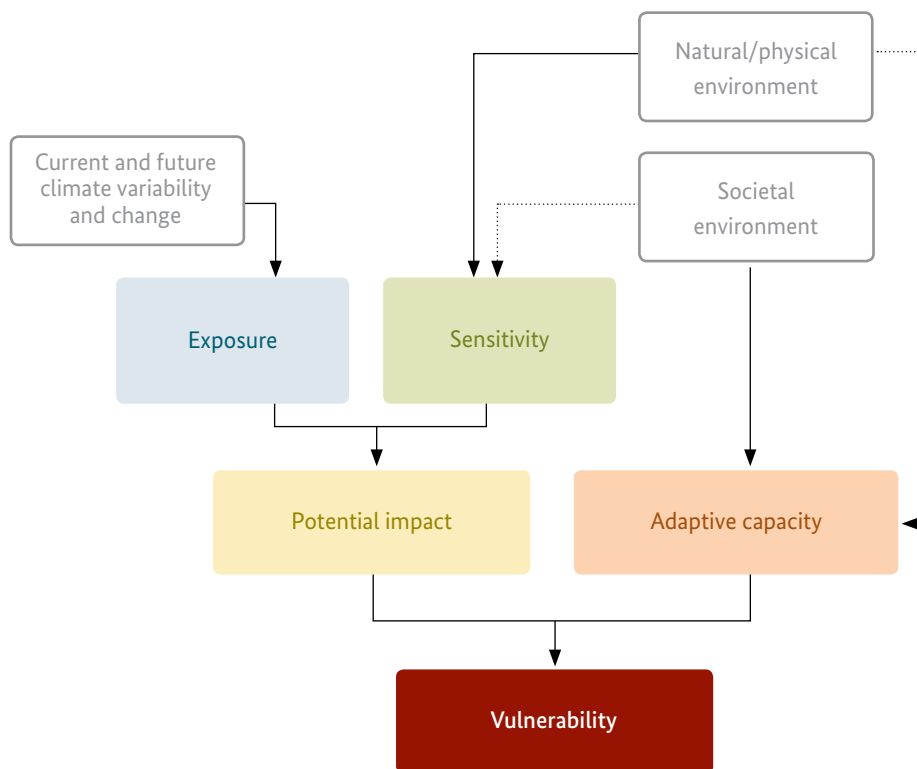 Natural/physical
environment
Current and future
climate variability
and change
Societal
environment
Exposure
Sensitivity
Potential impact
Adaptive capacity
Vulnerability